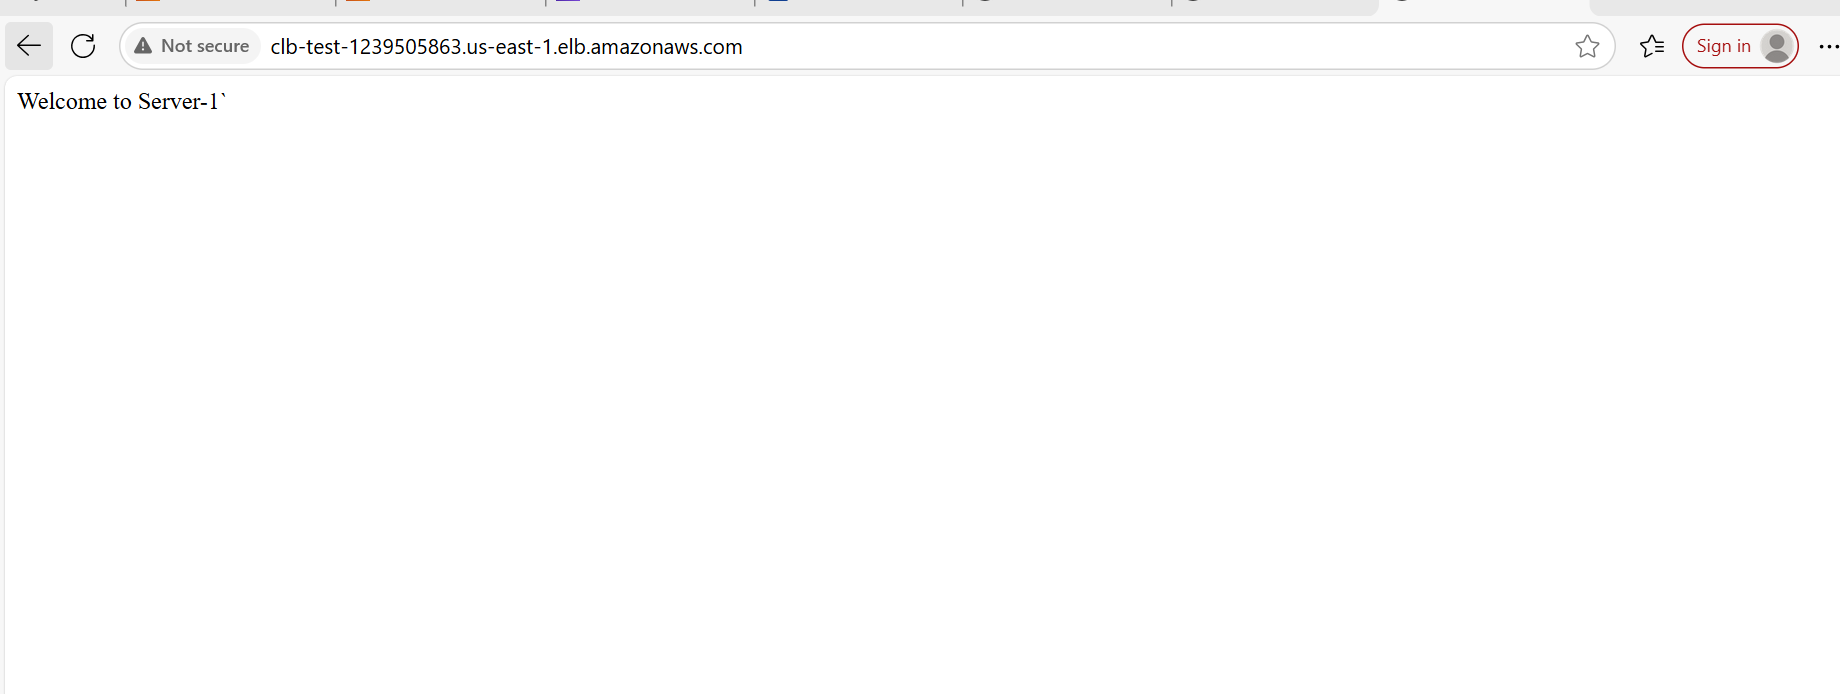 Not secure clb-test-1239505863.us-east-1.elb.amazonaws.com Sign in
Welcome to Server-1`